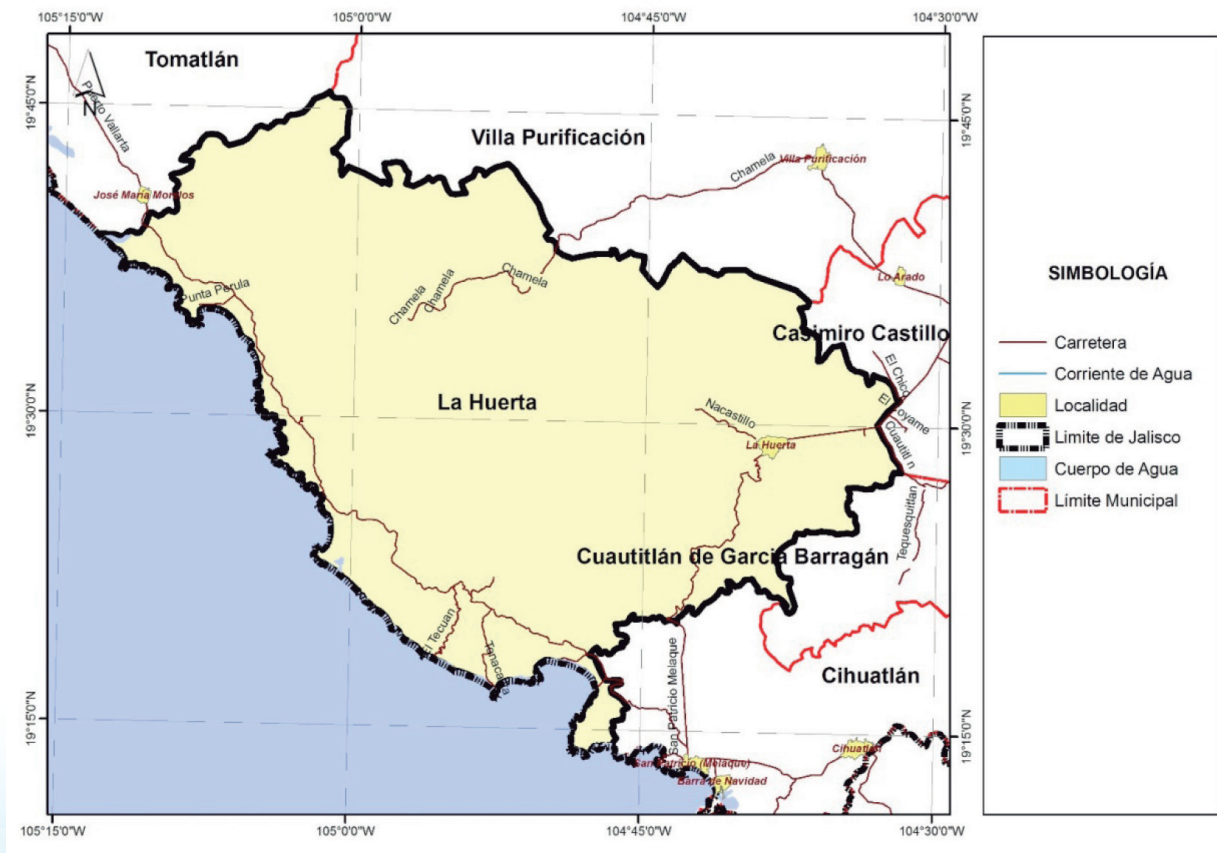 105°15'0"W
105°0'0"W
104°45'0"W
104°30'0"W
19°45'0"N
19°30'0"N
19°15'0"N
19°45'0"N
19°30'0"N
19°15'0"N
N
Tomatlán
Puerto Vallarta
Villa Purificación
Villa Purificación
Chamela
José María Morelos
Lo Arado
Chamela
Chamela
Chamela
Punta Perula
Casimiro Castillo
El Chico
La Huerta
Nacastillo
La Huerta
Cuautitl n
Tequesquitlan
Cuautitlán de Garcia Barragán
El Tecuan
Tenacatita
San Patricio Melaque
Cihuatlán
Cihuatlán
San Patricio (Melaque)
Barra de Navidad
105°15'0"W
105°0'0"W
104°45'0"W
104°30'0"W
SIMBOLOGÍA
Carretera
Corriente de Agua
Localidad
Limite de Jalisco
Cuerpo de Agua
Límite Municipal